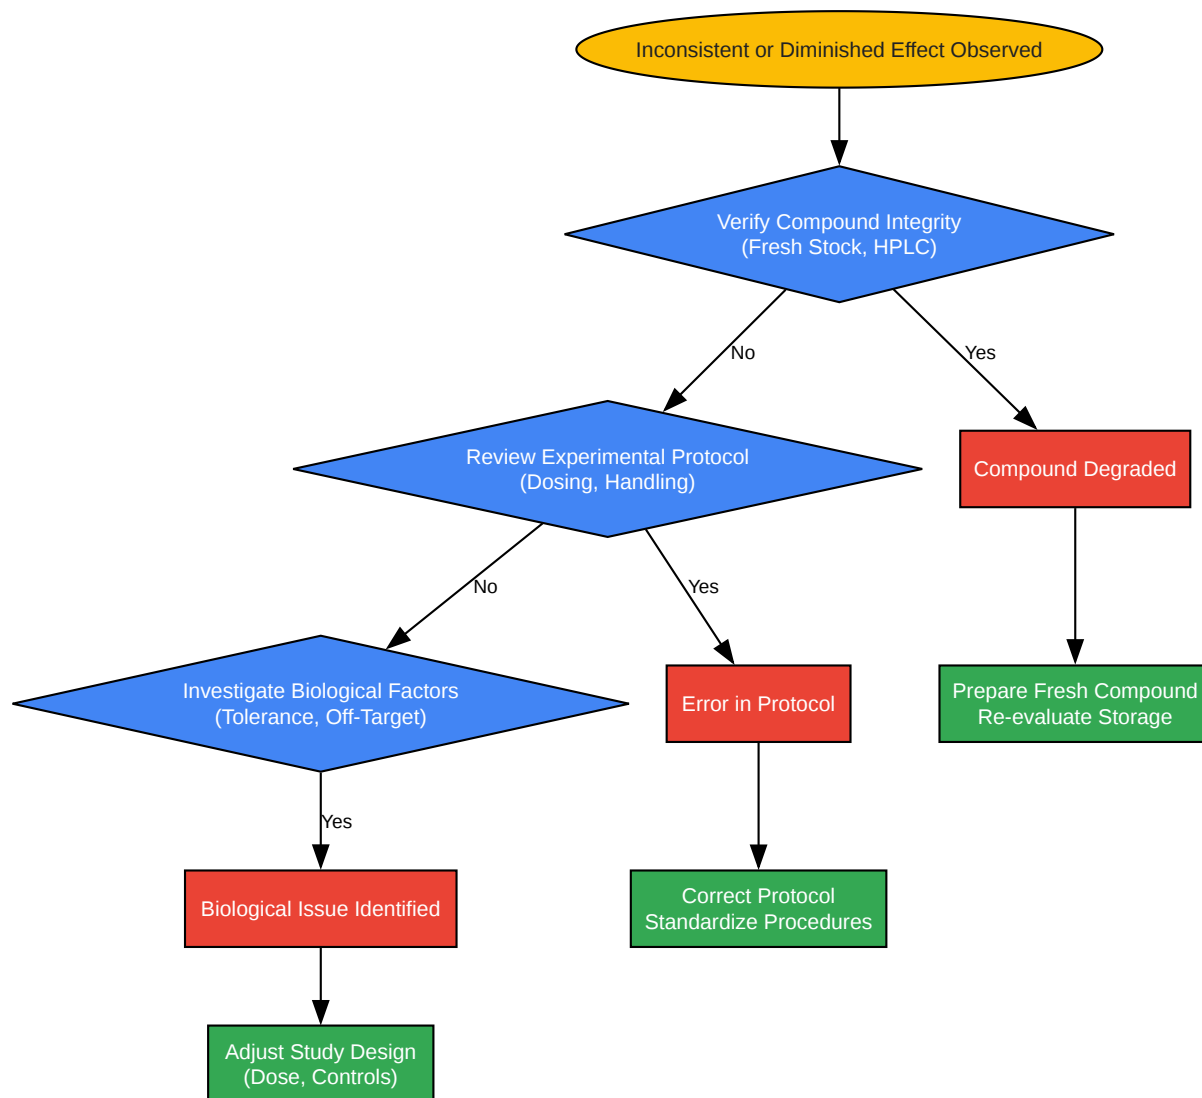 Inconsistent or Diminished Effect Observed
Verify Compound Integrity
(Fresh Stock, HPLC)
No
Yes
Review Experimental Protocol
(Dosing, Handling)
Compound Degraded
No
Yes
Investigate Biological Factors
(Tolerance, Off-Target)
Error in Protocol
Prepare Fresh Compound
Re-evaluate Storage
Yes
Biological Issue Identified
Correct Protocol
Standardize Procedures
Adjust Study Design
(Dose, Controls)